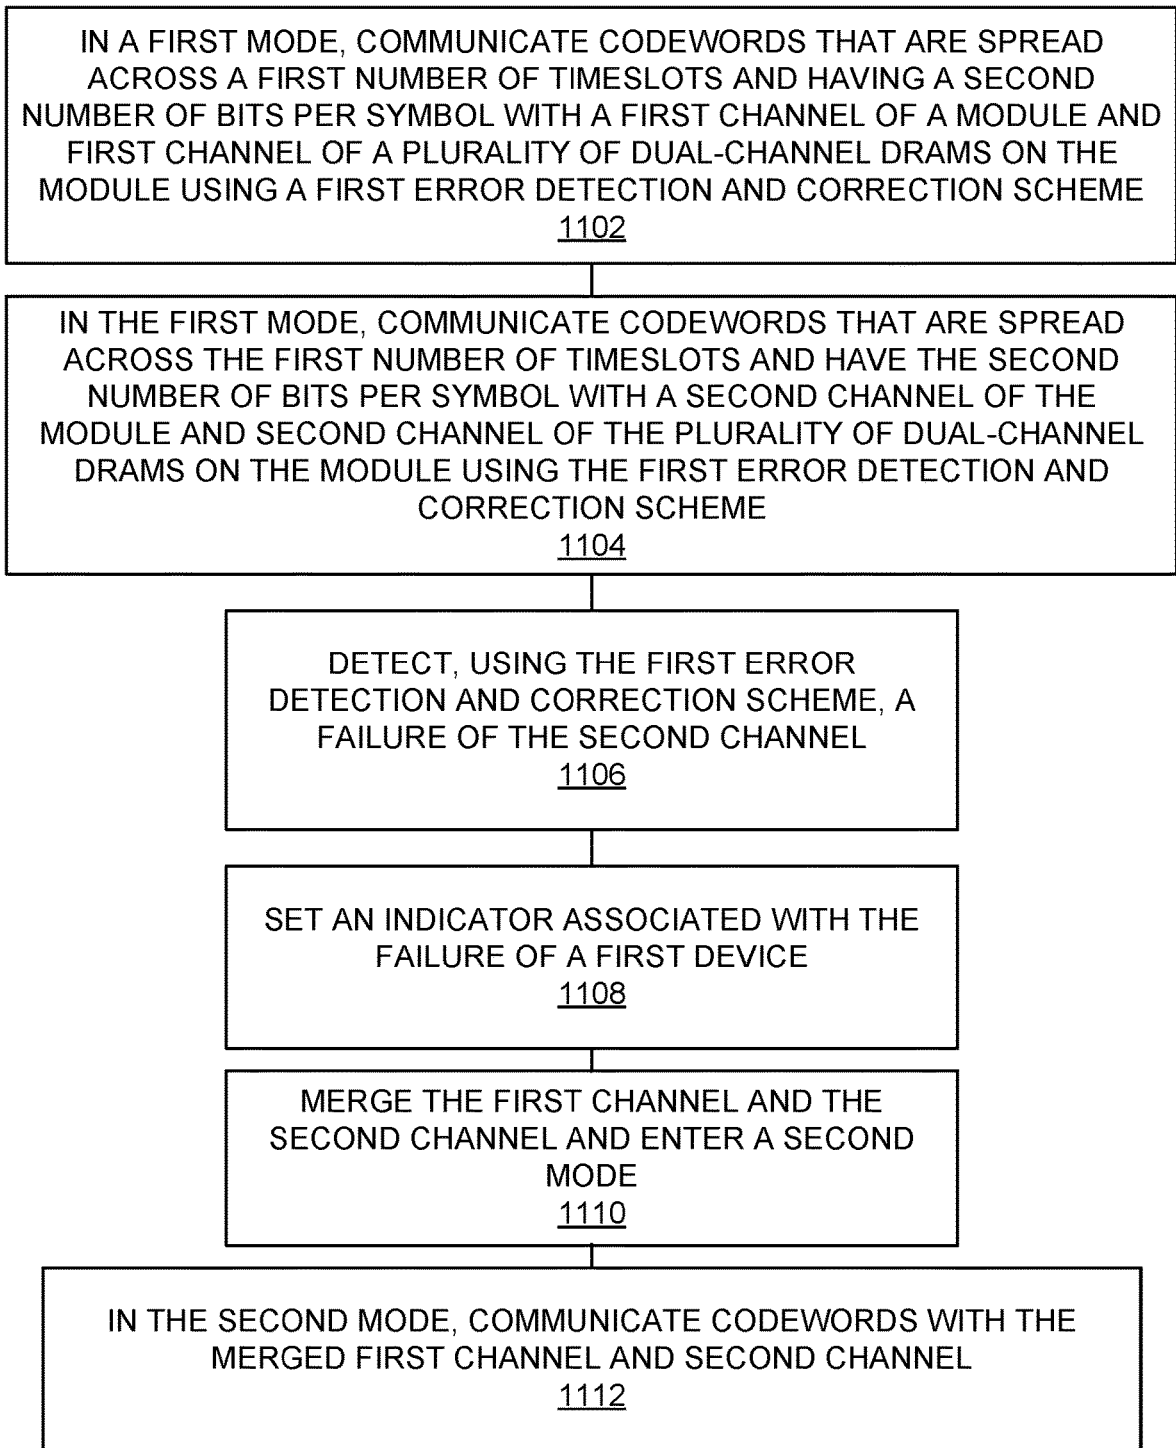 IN A FIRST MODE, COMMUNICATE CODEWORDS THAT ARE SPREAD
ACROSS A FIRST NUMBER OF TIMESLOTS AND HAVING A SECOND
NUMBER OF BITS PER SYMBOL WITH A FIRST CHANNEL OF A MODULE AND
FIRST CHANNEL OF A PLURALITY OF DUAL-CHANNEL DRAMS ON THE
MODULE USING A FIRST ERROR DETECTION AND CORRECTION SCHEME
1102
IN THE FIRST MODE, COMMUNICATE CODEWORDS THAT ARE SPREAD
ACROSS THE FIRST NUMBER OF TIMESLOTS AND HAVE THE SECOND
NUMBER OF BITS PER SYMBOL WITH A SECOND CHANNEL OF THE
MODULE AND SECOND CHANNEL OF THE PLURALITY OF DUAL-CHANNEL
DRAMS ON THE MODULE USING THE FIRST ERROR DETECTION AND
CORRECTION SCHEME
1104
DETECT, USING THE FIRST ERROR
DETECTION AND CORRECTION SCHEME, A
FAILURE OF THE SECOND CHANNEL
1106
SET AN INDICATOR ASSOCIATED WITH THE
FAILURE OF A FIRST DEVICE
1108
MERGE THE FIRST CHANNEL AND THE
SECOND CHANNEL AND ENTER A SECOND
MODE
1110
IN THE SECOND MODE, COMMUNICATE CODEWORDS WITH THE
MERGED FIRST CHANNEL AND SECOND CHANNEL
1112